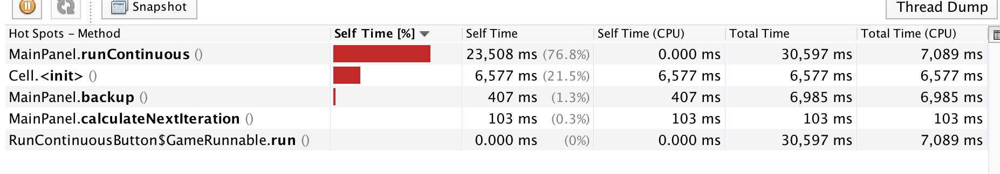 Snapshot Thread Dump
Hot Spots – Method Self Time [%] Self Time Self Time (CPU) Total Time Total Time (CPU)
MainPanel.runContinuous () 23,508 ms (76.8%) 0.000 ms 30,597 ms 7,089 ms
Cell.<init> () 6,577 ms (21.5%) 6,577 ms 6,577 ms 6,577 ms
MainPanel.backup () 407 ms (1.3%) 407 ms 6,985 ms 6,985 ms
MainPanel.calculateNextIteration () 103 ms (0.3%) 103 ms 103 ms 103 ms
RunContinuousButton$GameRunnable.run () 0.000 ms (0%) 0.000 ms 30,597 ms 7,089 ms